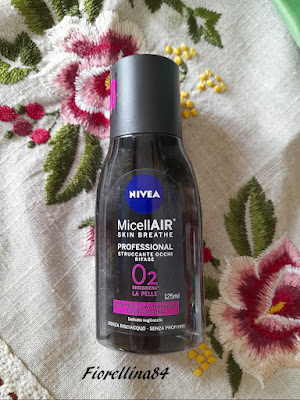 NIVEA
MicellAIR®
SKIN BREATHE
PROFESSIONAL
STRUCCANTE OCCHI
BIFASE
O2
LA PELLE
125ml
Delicato sugli occhi
SENZA RISCIACQUO - SENZA PROFUMO
Fiorellina84